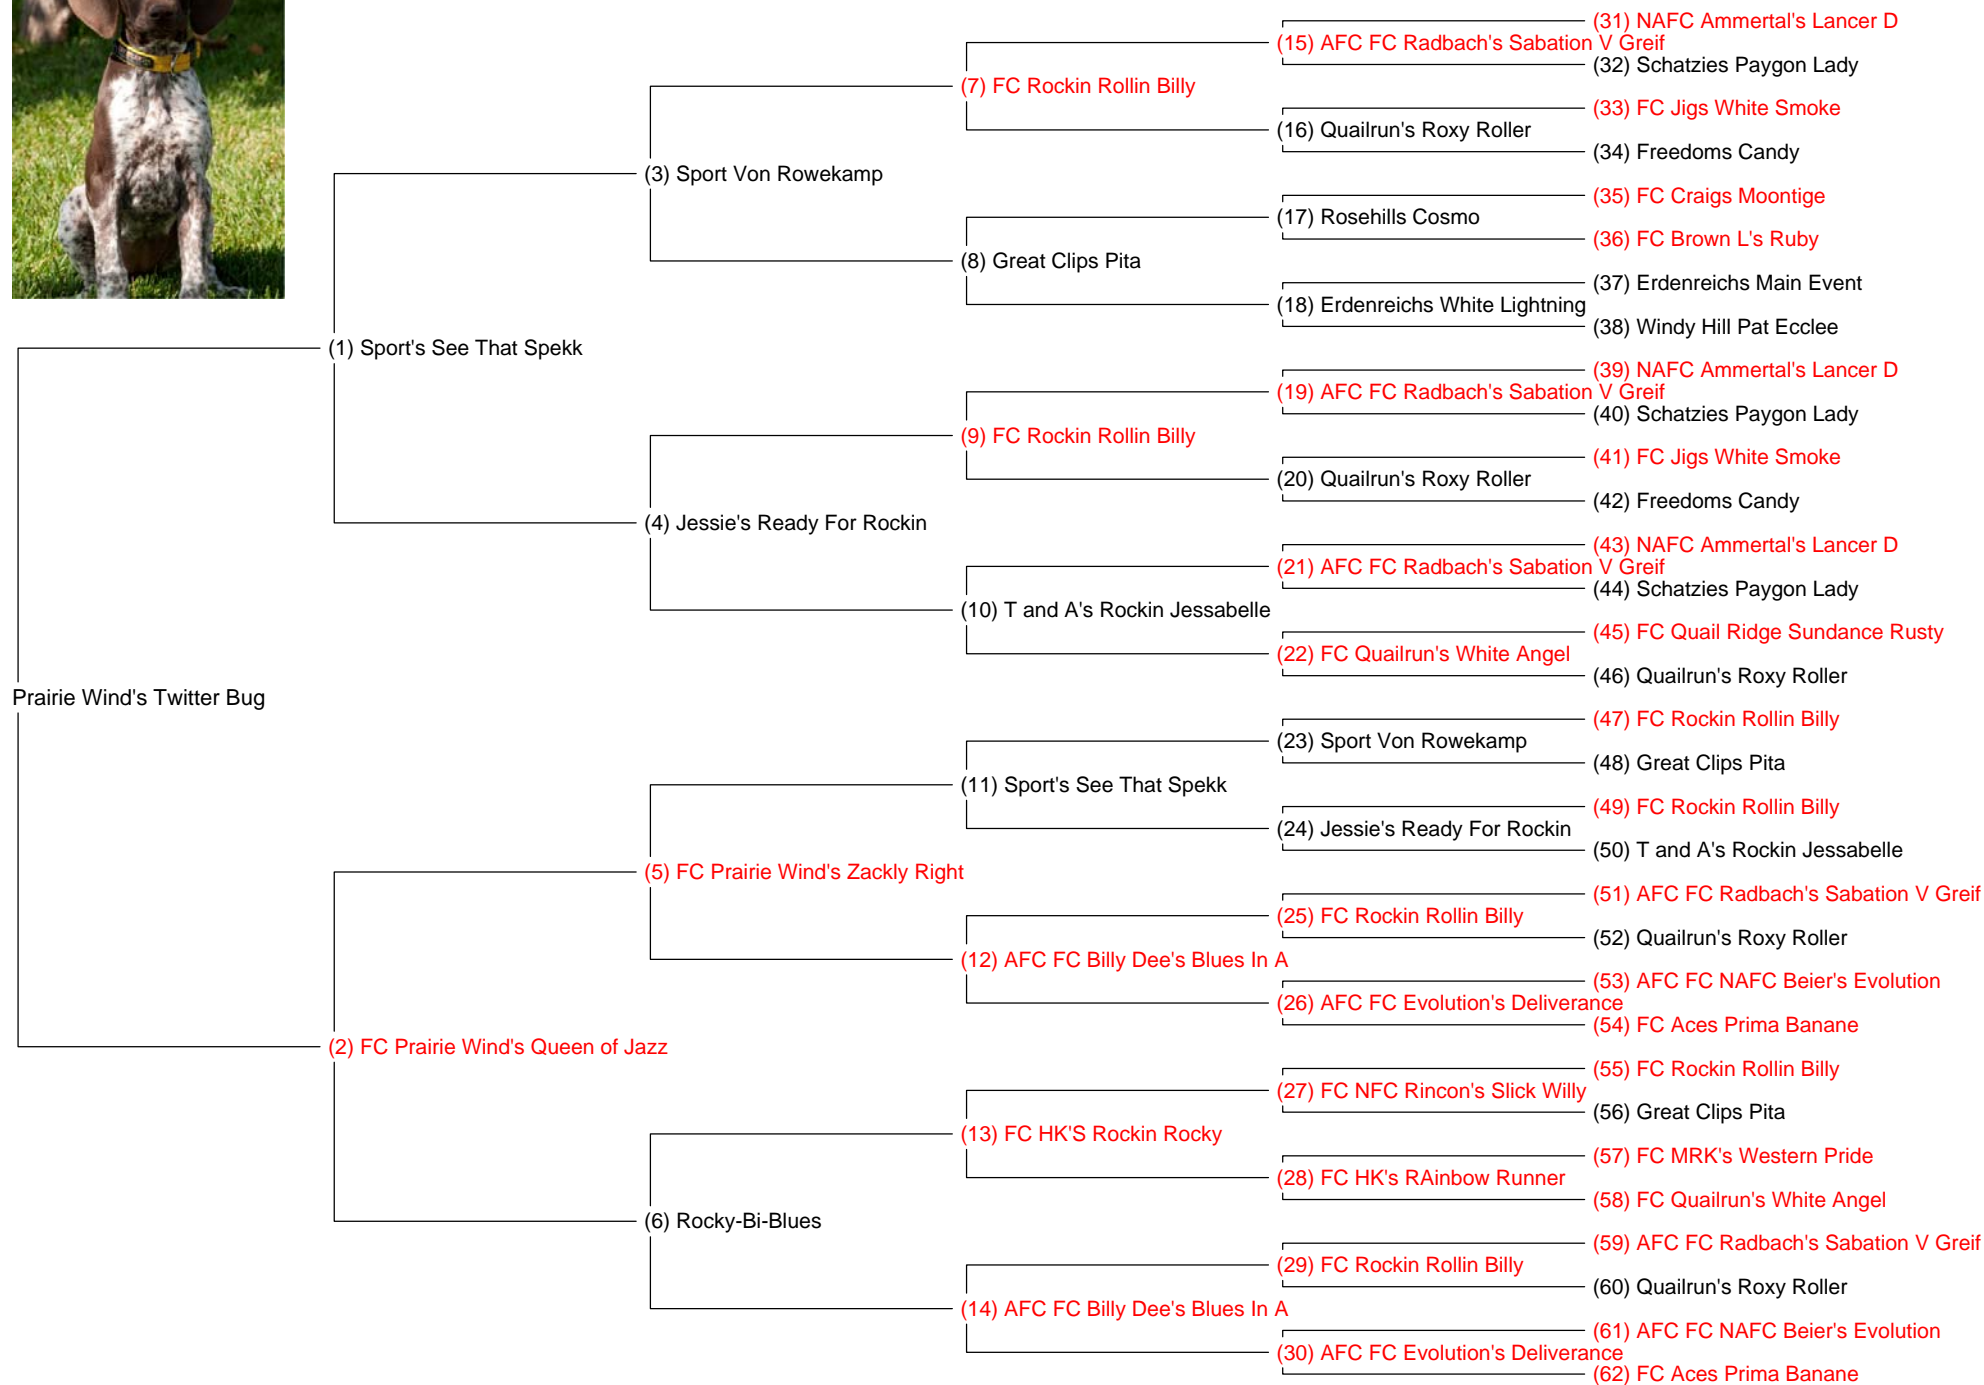 (31) NAFC Ammertal's Lancer D
(15) AFC FC Radbach's Sabation V Greif
(32) Schatzies Paygon Lady
(7) FC Rockin Rollin Billy
(33) FC Jigs White Smoke
(16) Quailrun's Roxy Roller
(34) Freedoms Candy
(3) Sport Von Rowekamp
(35) FC Craigs Moontige
(17) Rosehills Cosmo
(36) FC Brown L's Ruby
(8) Great Clips Pita
(37) Erdenreichs Main Event
(18) Erdenreichs White Lightning
(38) Windy Hill Pat Ecclee
(1) Sport's See That Spekk
(39) NAFC Ammertal's Lancer D
(19) AFC FC Radbach's Sabation V Greif
(40) Schatzies Paygon Lady
(9) FC Rockin Rollin Billy
(41) FC Jigs White Smoke
(20) Quailrun's Roxy Roller
(42) Freedoms Candy
(4) Jessie's Ready For Rockin
(43) NAFC Ammertal's Lancer D
(21) AFC FC Radbach's Sabation V Greif
(44) Schatzies Paygon Lady
(10) T and A's Rockin Jessabelle
(45) FC Quail Ridge Sundance Rusty
(22) FC Quailrun's White Angel
(46) Quailrun's Roxy Roller
Prairie Wind's Twitter Bug
(47) FC Rockin Rollin Billy
(23) Sport Von Rowekamp
(48) Great Clips Pita
(11) Sport's See That Spekk
(49) FC Rockin Rollin Billy
(24) Jessie's Ready For Rockin
(50) T and A's Rockin Jessabelle
(5) FC Prairie Wind's Zackly Right
(51) AFC FC Radbach's Sabation V Greif
(25) FC Rockin Rollin Billy
(52) Quailrun's Roxy Roller
(12) AFC FC Billy Dee's Blues In A
(53) AFC FC NAFC Beier's Evolution
(26) AFC FC Evolution's Deliverance
(54) FC Aces Prima Banane
(2) FC Prairie Wind's Queen of Jazz
(55) FC Rockin Rollin Billy
(27) FC NFC Rincon's Slick Willy
(56) Great Clips Pita
(13) FC HK'S Rockin Rocky
(57) FC MRK's Western Pride
(28) FC HK's RAinbow Runner
(58) FC Quailrun's White Angel
(6) Rocky-Bi-Blues
(59) AFC FC Radbach's Sabation V Greif
(29) FC Rockin Rollin Billy
(60) Quailrun's Roxy Roller
(14) AFC FC Billy Dee's Blues In A
(61) AFC FC NAFC Beier's Evolution
(30) AFC FC Evolution's Deliverance
(62) FC Aces Prima Banane